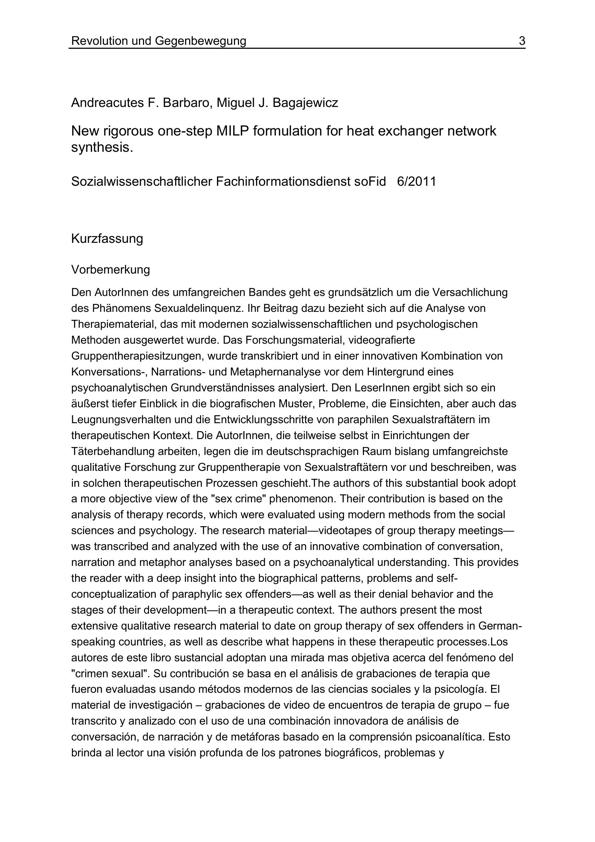 Revolution und Gegenbewegung 3
Andreacutes F. Barbaro, Miguel J. Bagajewicz
New rigorous one-step MILP formulation for heat exchanger network
synthesis.
Sozialwissenschaftlicher Fachinformationsdienst soFid 6/2011
Kurzfassung
Vorbemerkung
Den AutorInnen des umfangreichen Bandes geht es grundsätzlich um die Versachlichung
des Phänomens Sexualdelinquenz. Ihr Beitrag dazu bezieht sich auf die Analyse von
Therapiematerial, das mit modernen sozialwissenschaftlichen und psychologischen
Methoden ausgewertet wurde. Das Forschungsmaterial, videografierte
Gruppentherapiesitzungen, wurde transkribiert und in einer innovativen Kombination von
Konversations-, Narrations- und Metaphernanalyse vor dem Hintergrund eines
psychoanalytischen Grundverständnisses analysiert. Den LeserInnen ergibt sich so ein
äußerst tiefer Einblick in die biografischen Muster, Probleme, die Einsichten, aber auch das
Leugnungsverhalten und die Entwicklungsschritte von paraphilen Sexualstraftätern im
therapeutischen Kontext. Die AutorInnen, die teilweise selbst in Einrichtungen der
Täterbehandlung arbeiten, legen die im deutschsprachigen Raum bislang umfangreichste
qualitative Forschung zur Gruppentherapie von Sexualstraftätern vor und beschreiben, was
in solchen therapeutischen Prozessen geschieht.The authors of this substantial book adopt
a more objective view of the "sex crime" phenomenon. Their contribution is based on the
analysis of therapy records, which were evaluated using modern methods from the social
sciences and psychology. The research material—videotapes of group therapy meetings—
was transcribed and analyzed with the use of an innovative combination of conversation,
narration and metaphor analyses based on a psychoanalytical understanding. This provides
the reader with a deep insight into the biographical patterns, problems and self-
conceptualization of paraphylic sex offenders—as well as their denial behavior and the
stages of their development—in a therapeutic context. The authors present the most
extensive qualitative research material to date on group therapy of sex offenders in German-
speaking countries, as well as describe what happens in these therapeutic processes.Los
autores de este libro sustancial adoptan una mirada mas objetiva acerca del fenómeno del
"crimen sexual". Su contribución se basa en el análisis de grabaciones de terapia que
fueron evaluadas usando métodos modernos de las ciencias sociales y la psicología. El
material de investigación – grabaciones de video de encuentros de terapia de grupo – fue
transcrito y analizado con el uso de una combinación innovadora de análisis de
conversación, de narración y de metáforas basado en la comprensión psicoanalítica. Esto
brinda al lector una visión profunda de los patrones biográficos, problemas y